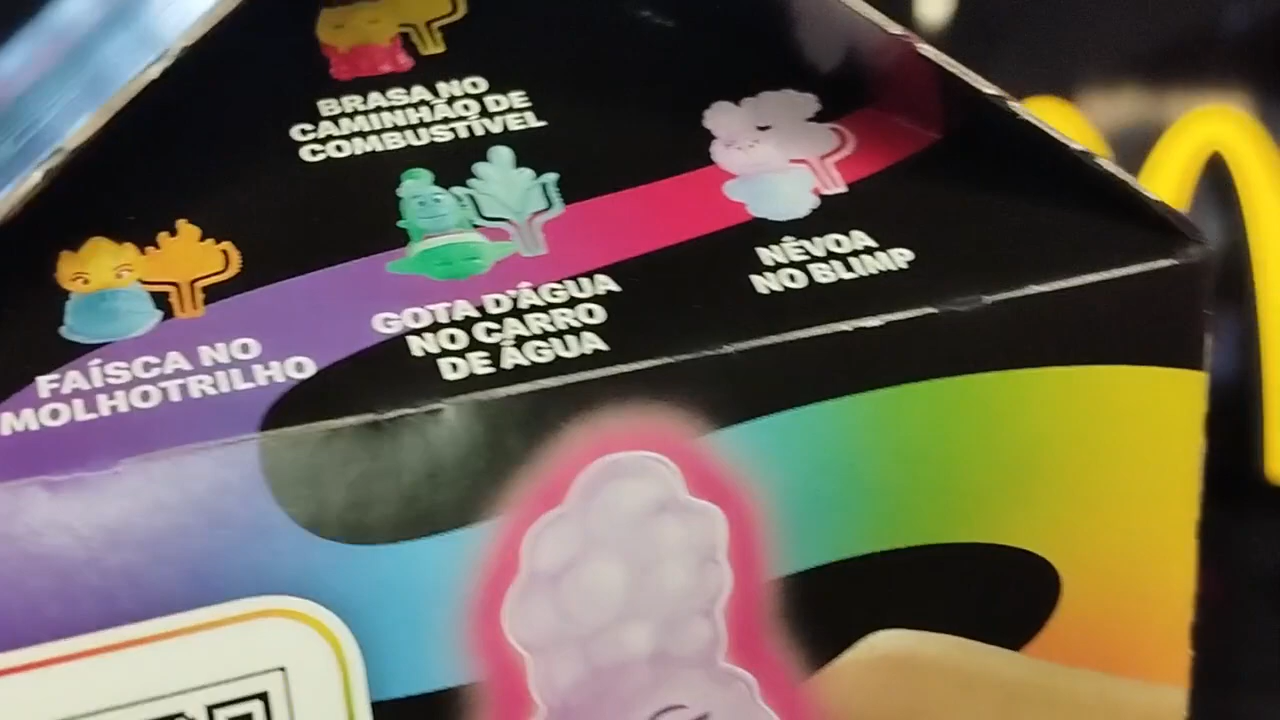 BRASA NO
CAMINHÃO DE
COMBUSTÍVEL
FAÍSCA NO
MOLHOTRILHO
GOTA D'ÁGUA
NO CARRO
DE ÁGUA
NÉVOA
NO BLIMP